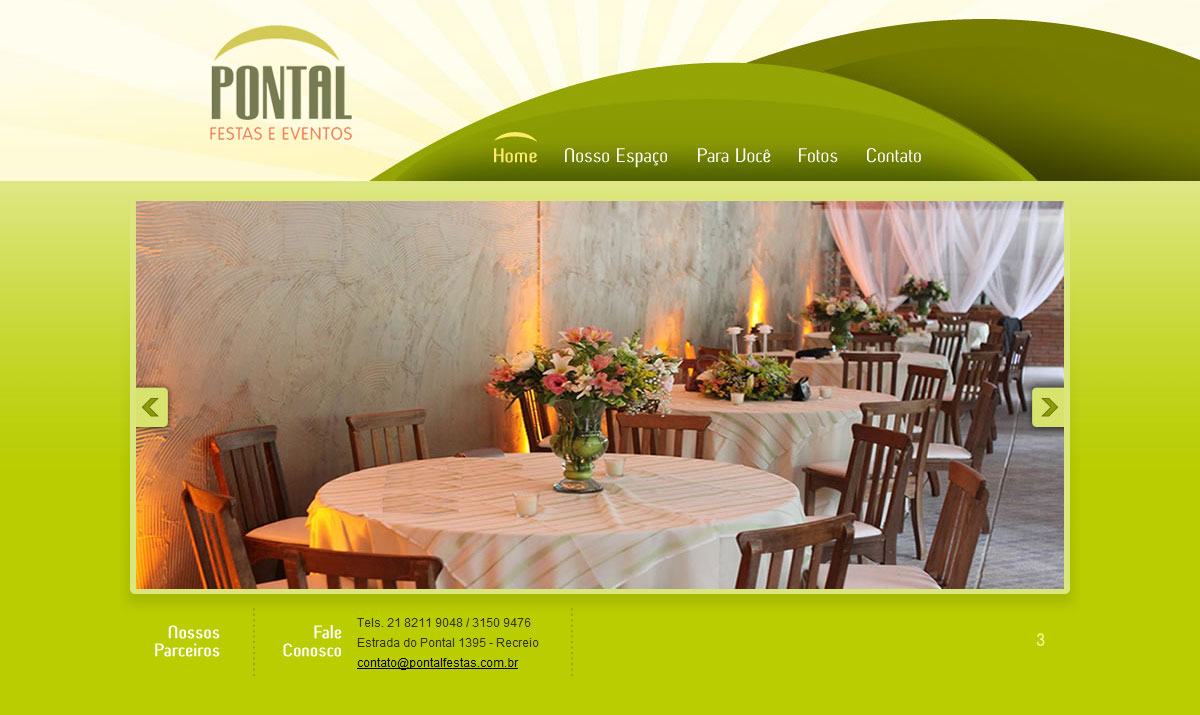 PONTAL
FESTAS E EVENTOS
Home Nosso Espaço Para Você Fotos Contato
Nossos
Parceiros
Fale
Conosco
Tels. 21 8211 9048 / 3150 9476
Estrada do Pontal 1395 - Recreio
contato@pontalfestas.com.br
3